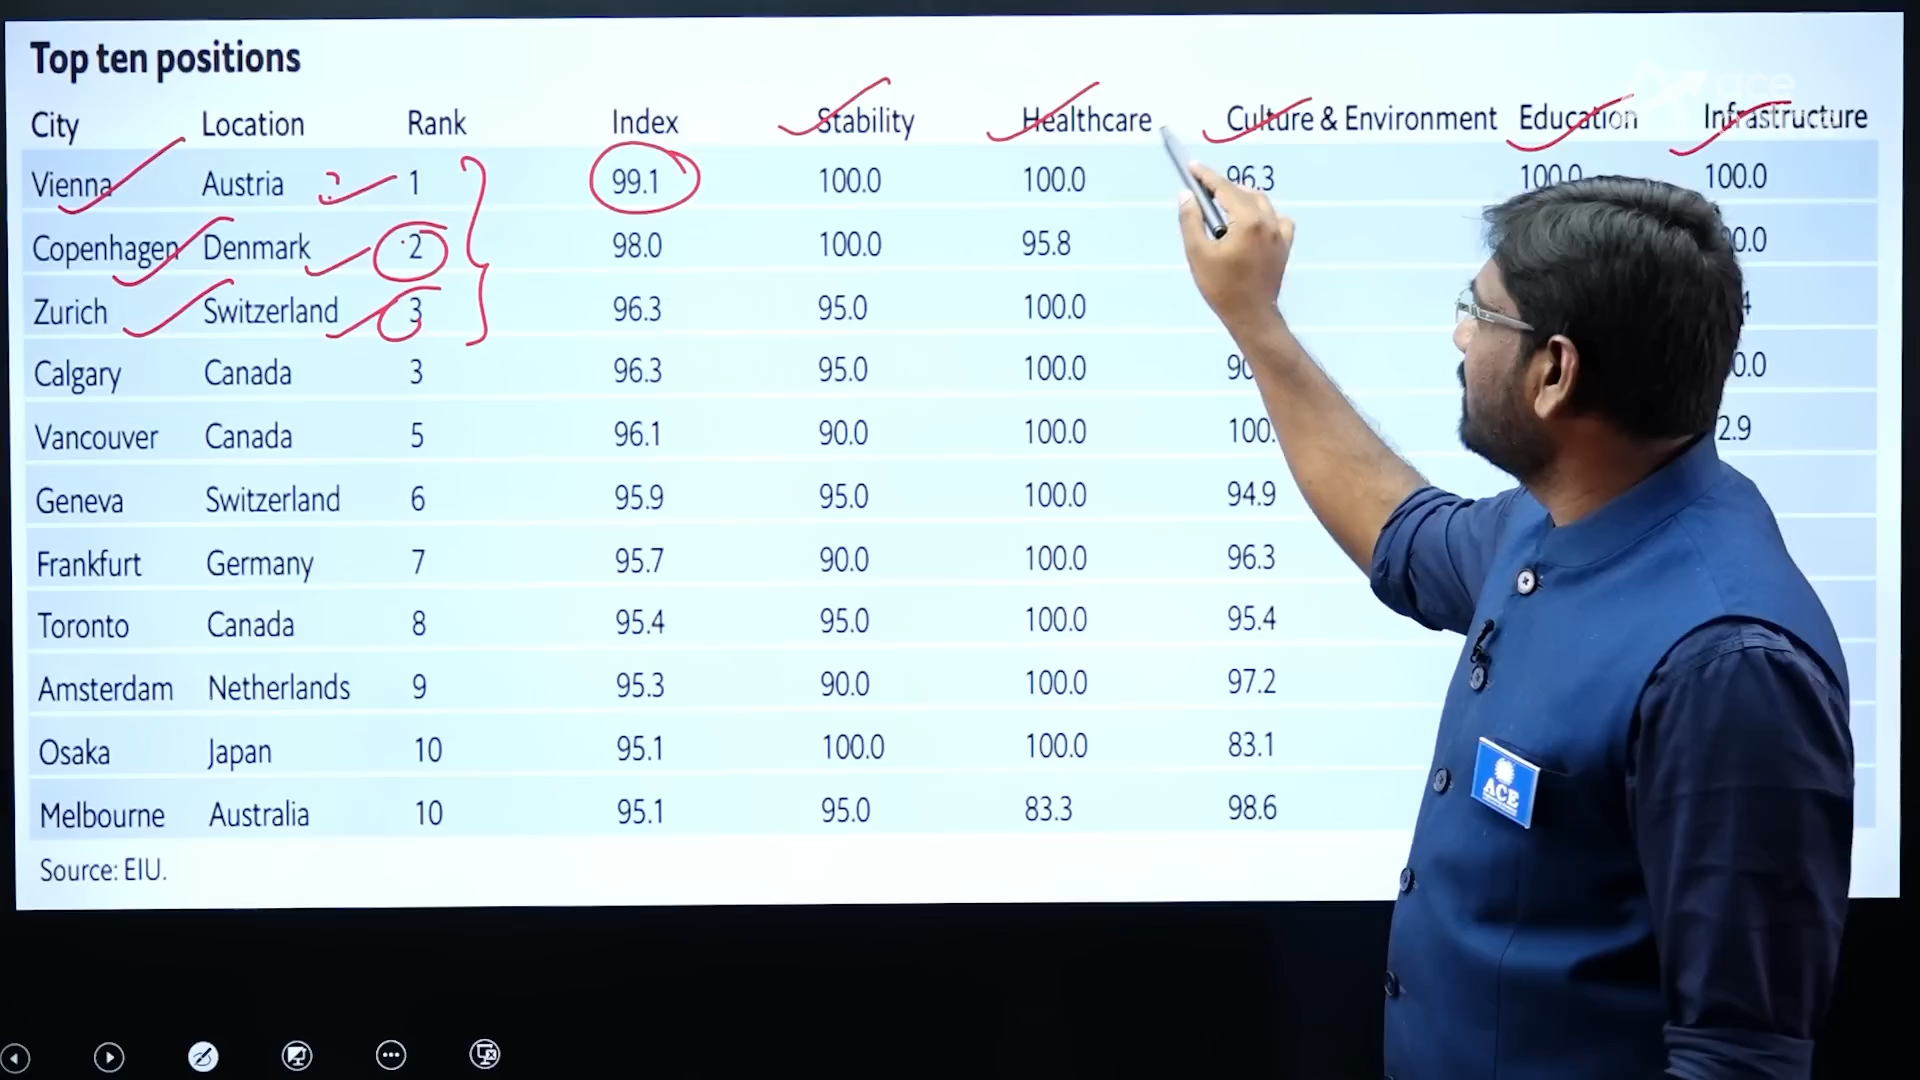 Top ten positions
City Location Rank Index Stability Healthcare Culture & Environment Education Infrastructure
Vienna Austria 1 99.1 100.0 100.0 96.3 100.0 100.0
Copenhagen Denmark 2 98.0 100.0 95.8
Zurich Switzerland 3 96.3 95.0 100.0
Calgary Canada 3 96.3 95.0 100.0
Vancouver Canada 5 96.1 90.0 100.0
Geneva Switzerland 6 95.9 95.0 100.0 94.9
Frankfurt Germany 7 95.7 90.0 100.0 96.3
Toronto Canada 8 95.4 95.0 100.0 95.4
Amsterdam Netherlands 9 95.3 90.0 100.0 97.2
Osaka Japan 10 95.1 100.0 100.0 83.1
Melbourne Australia 10 95.1 95.0 83.3 98.6
Source: EIU.
ace
ACE